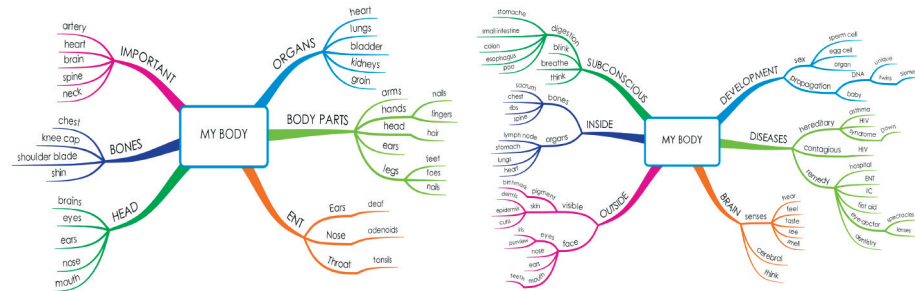 MY BODY
IMPORTANT
artery
heart
brain
spine
neck
BONES
chest
knee cap
shoulder blade
shin
HEAD
brains
eyes
ears
nose
mouth
ORGANS
heart
lungs
bladder
kidneys
groin
BODY PARTS
arms
hands
nails
fingers
head
hair
ears
legs
feet
toes
nails
ENT
Ears
deaf
Nose
adenoids
Throat
tonsils
MY BODY
SUBCONSCIOUS
digestion
stomache
small intestine
colon
esophagus
poo
blink
breathe
think
INSIDE
bones
sacrum
chest
ribs
spine
organs
lymph node
stomach
lungs
heart
OUTSIDE
visible
pigment
birthmark
skin
dermis
epidermis
cutis
face
eyes
iris
nose
ears
mouth
teeth
DEVELOPMENT
sex
sperm cell
egg cell
organ
propagation
DNA
unique
twins
baby
DISEASES
hereditary
asthma
HIV
syndrome
down
contagious
HIV
remedy
hospital
ENT
IC
first aid
eye-doctor
spectacles
lenses
dentistry
BRAIN
senses
hear
feel
taste
see
smell
cerebral
think